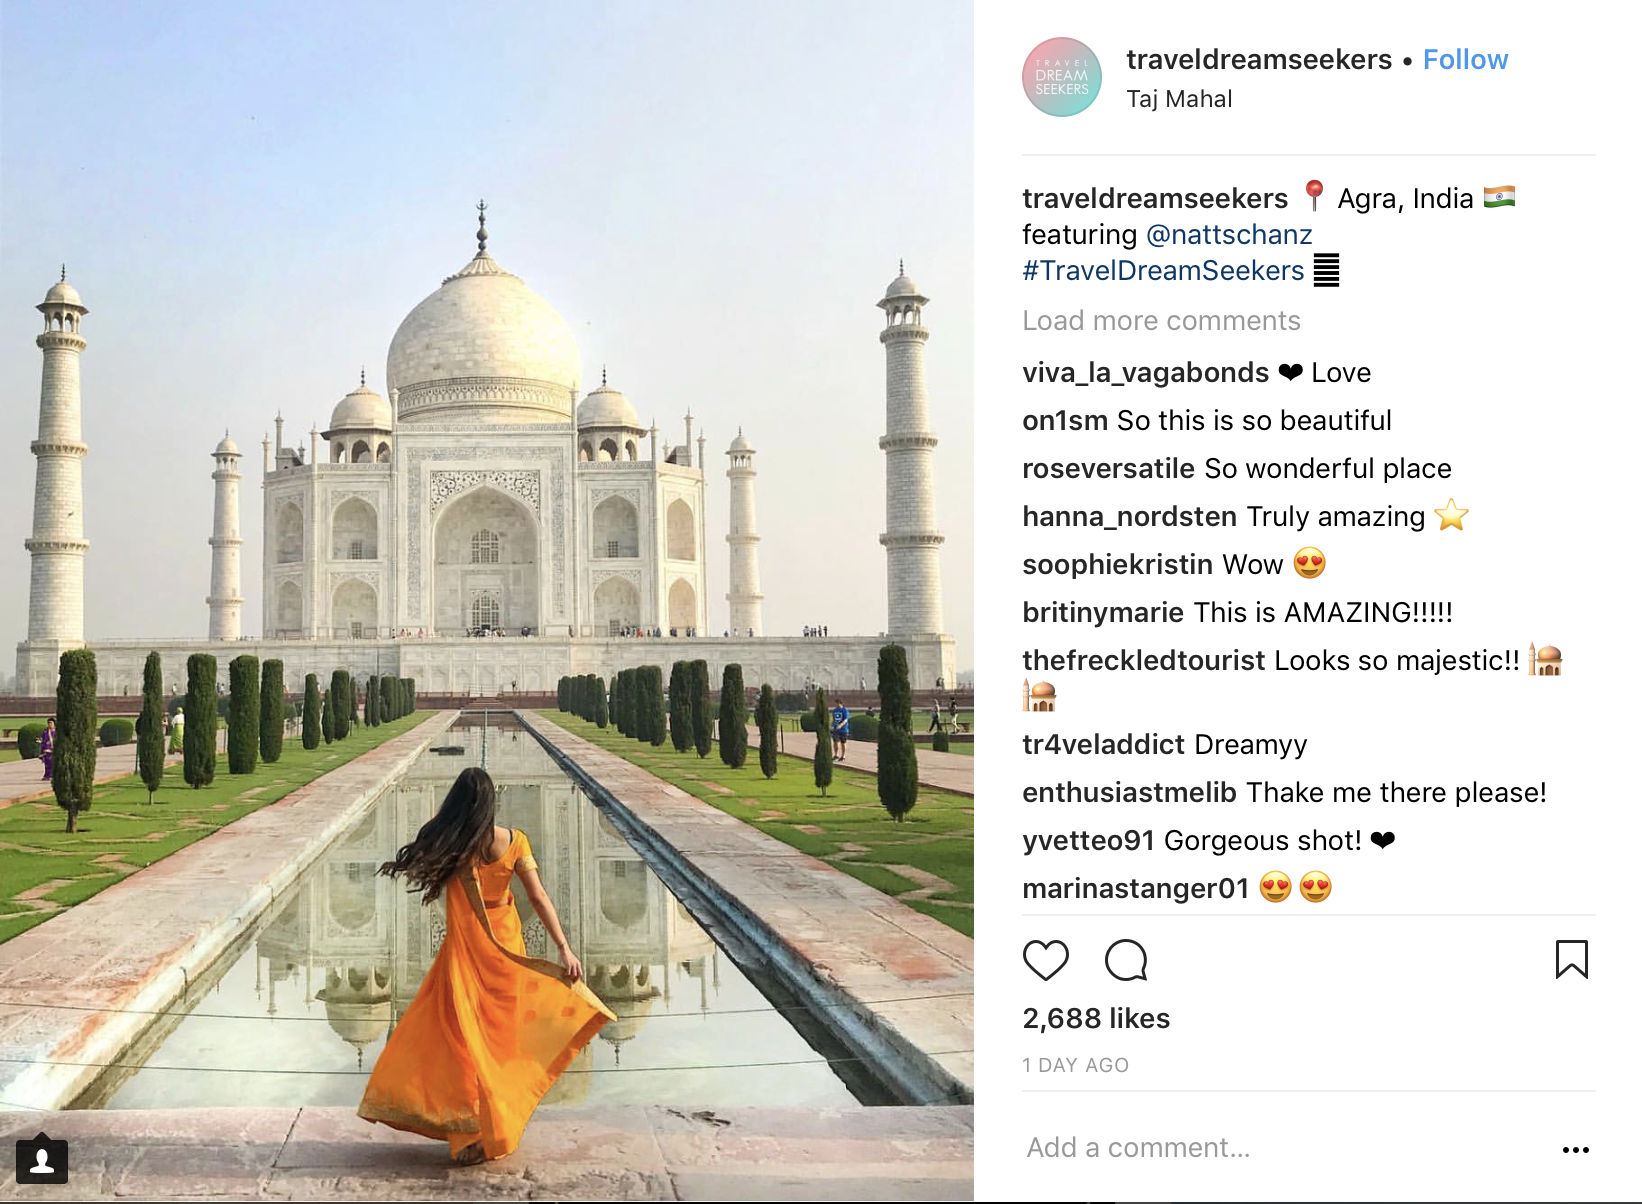 TRAVEL
DREAM
SEEKERS
traveldreamseekers • Follow
Taj Mahal
traveldreamseekers 📍 Agra, India 🇮🇳
featuring @nattschanz
#TravelDreamSeekers
Load more comments
viva_la_vagabonds ❤ Love
on1sm So this is so beautiful
roseversatile So wonderful place
hanna_nordsten Truly amazing ⭐
soophiekristin Wow 😍
britinymarie This is AMAZING!!!!!
thefreckledtourist Looks so majestic!! 🕌
🕌
tr4veladdict Dreamyy
enthusiastmelib Thake me there please!
yvetteo91 Gorgeous shot! ❤
marinastanger01 😍😍
2,688 likes
1 DAY AGO
Add a comment...